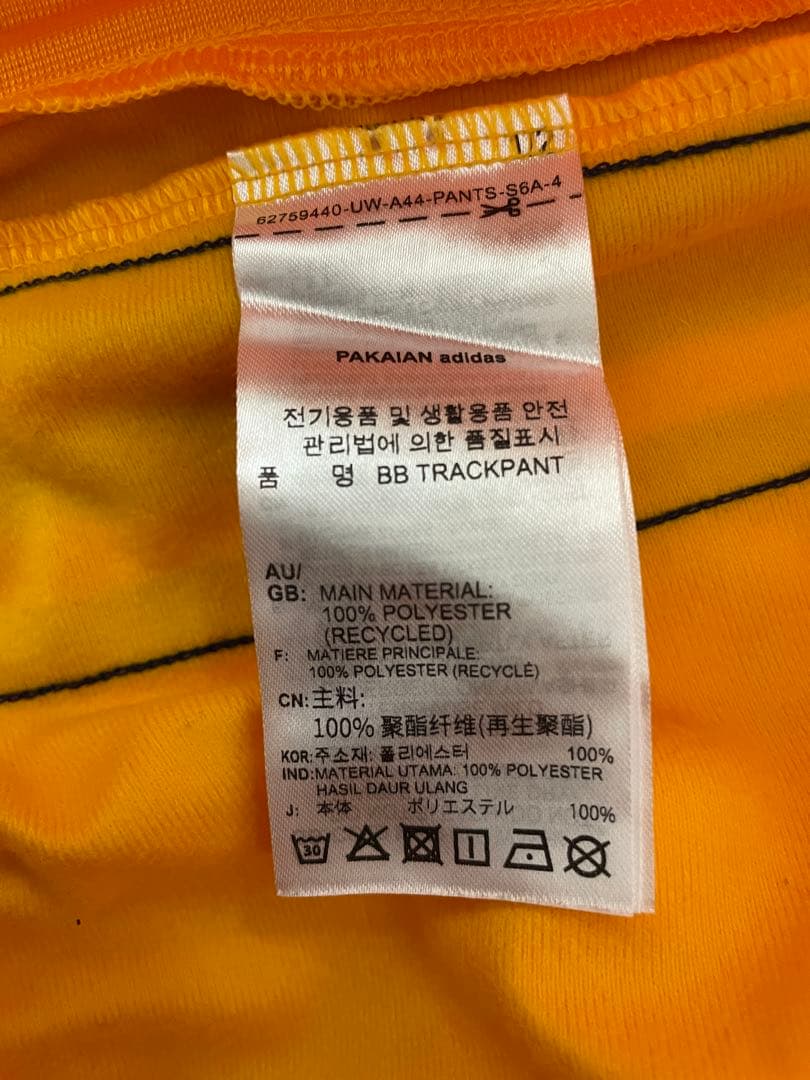 62759440-UW-A44-PANTS-S6A-4
PAKAIAN adidas
전기용품 및 생활용품 안전
관리법에 의한 품질표시
품 명 BB TRACKPANT
AU/
GB: MAIN MATERIAL:
100% POLYESTER
(RECYCLED)
F: MATIERE PRINCIPALE:
100% POLYESTER (RECYCLÉ)
CN: 主料:
100% 聚酯纤维(再生聚酯)
KOR: 주소재: 폴리에스터 100%
IND: MATERIAL UTAMA: 100% POLYESTER
HASIL DAUR ULANG
J: 本体 ポリエステル 100%
30